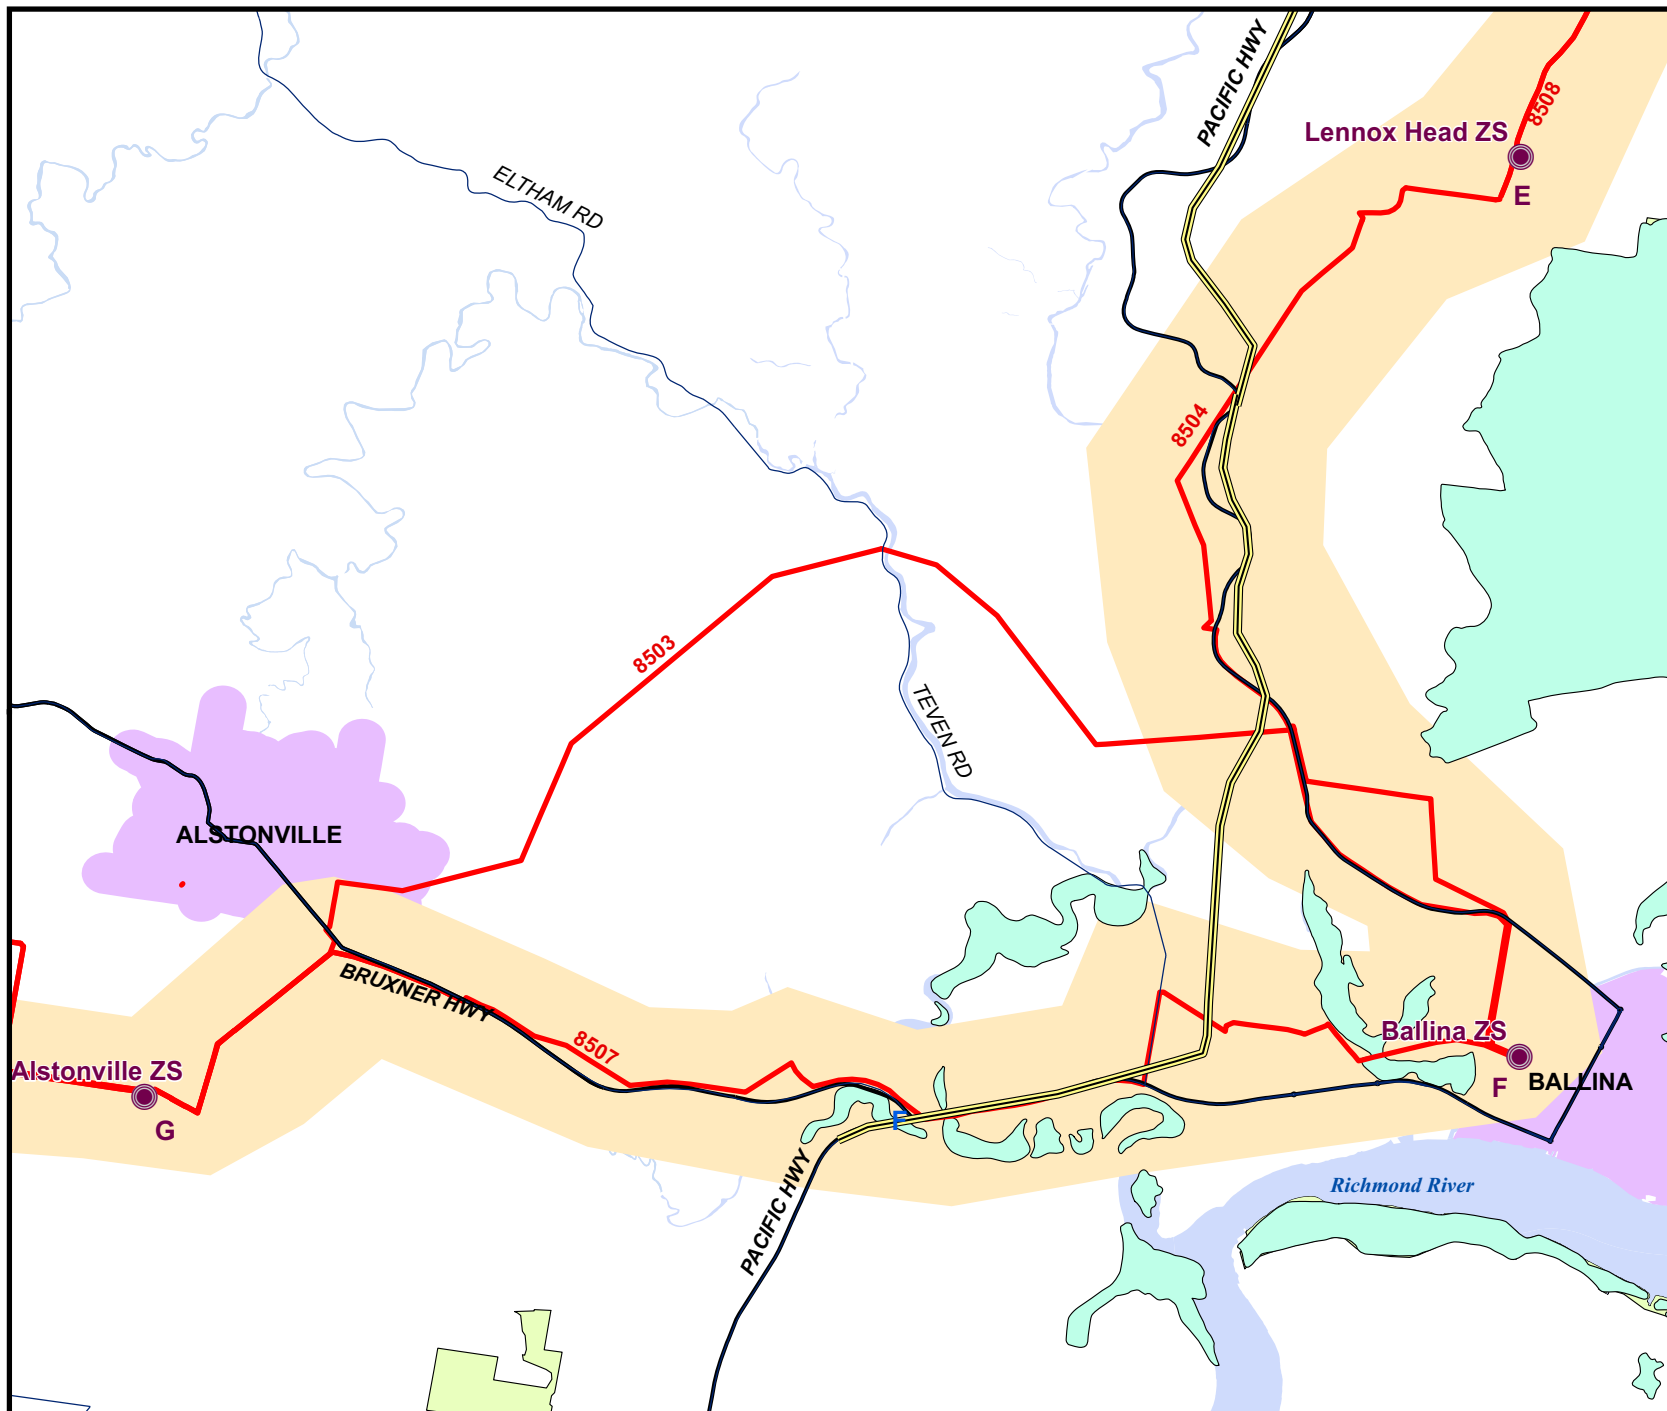 PACIFIC HWY
8508
Lennox Head ZS
E
ELTHAM RD
8504
8503
TEVEN RD
ALSTONVILLE
BRUXNER HWY
8507
Ballina ZS
Alstonville ZS
F
BALLINA
G
F
PACIFIC HWY
Richmond River